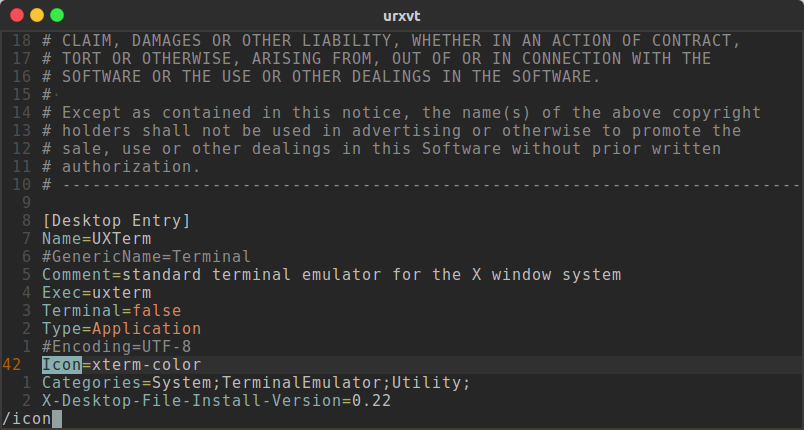 urxvt
18 # CLAIM, DAMAGES OR OTHER LIABILITY, WHETHER IN AN ACTION OF CONTRACT,
17 # TORT OR OTHERWISE, ARISING FROM, OUT OF OR IN CONNECTION WITH THE
16 # SOFTWARE OR THE USE OR OTHER DEALINGS IN THE SOFTWARE.
15 #·
14 # Except as contained in this notice, the name(s) of the above copyright
13 # holders shall not be used in advertising or otherwise to promote the
12 # sale, use or other dealings in this Software without prior written
11 # authorization.
10 # --------------------------------------------------------------------------
9
8 [Desktop Entry]
7 Name=UXTerm
6 #GenericName=Terminal
5 Comment=standard terminal emulator for the X window system
4 Exec=uxterm
3 Terminal=false
2 Type=Application
1 #Encoding=UTF-8
42 Icon=xterm-color
1 Categories=System;TerminalEmulator;Utility;
2 X-Desktop-File-Install-Version=0.22
/icon